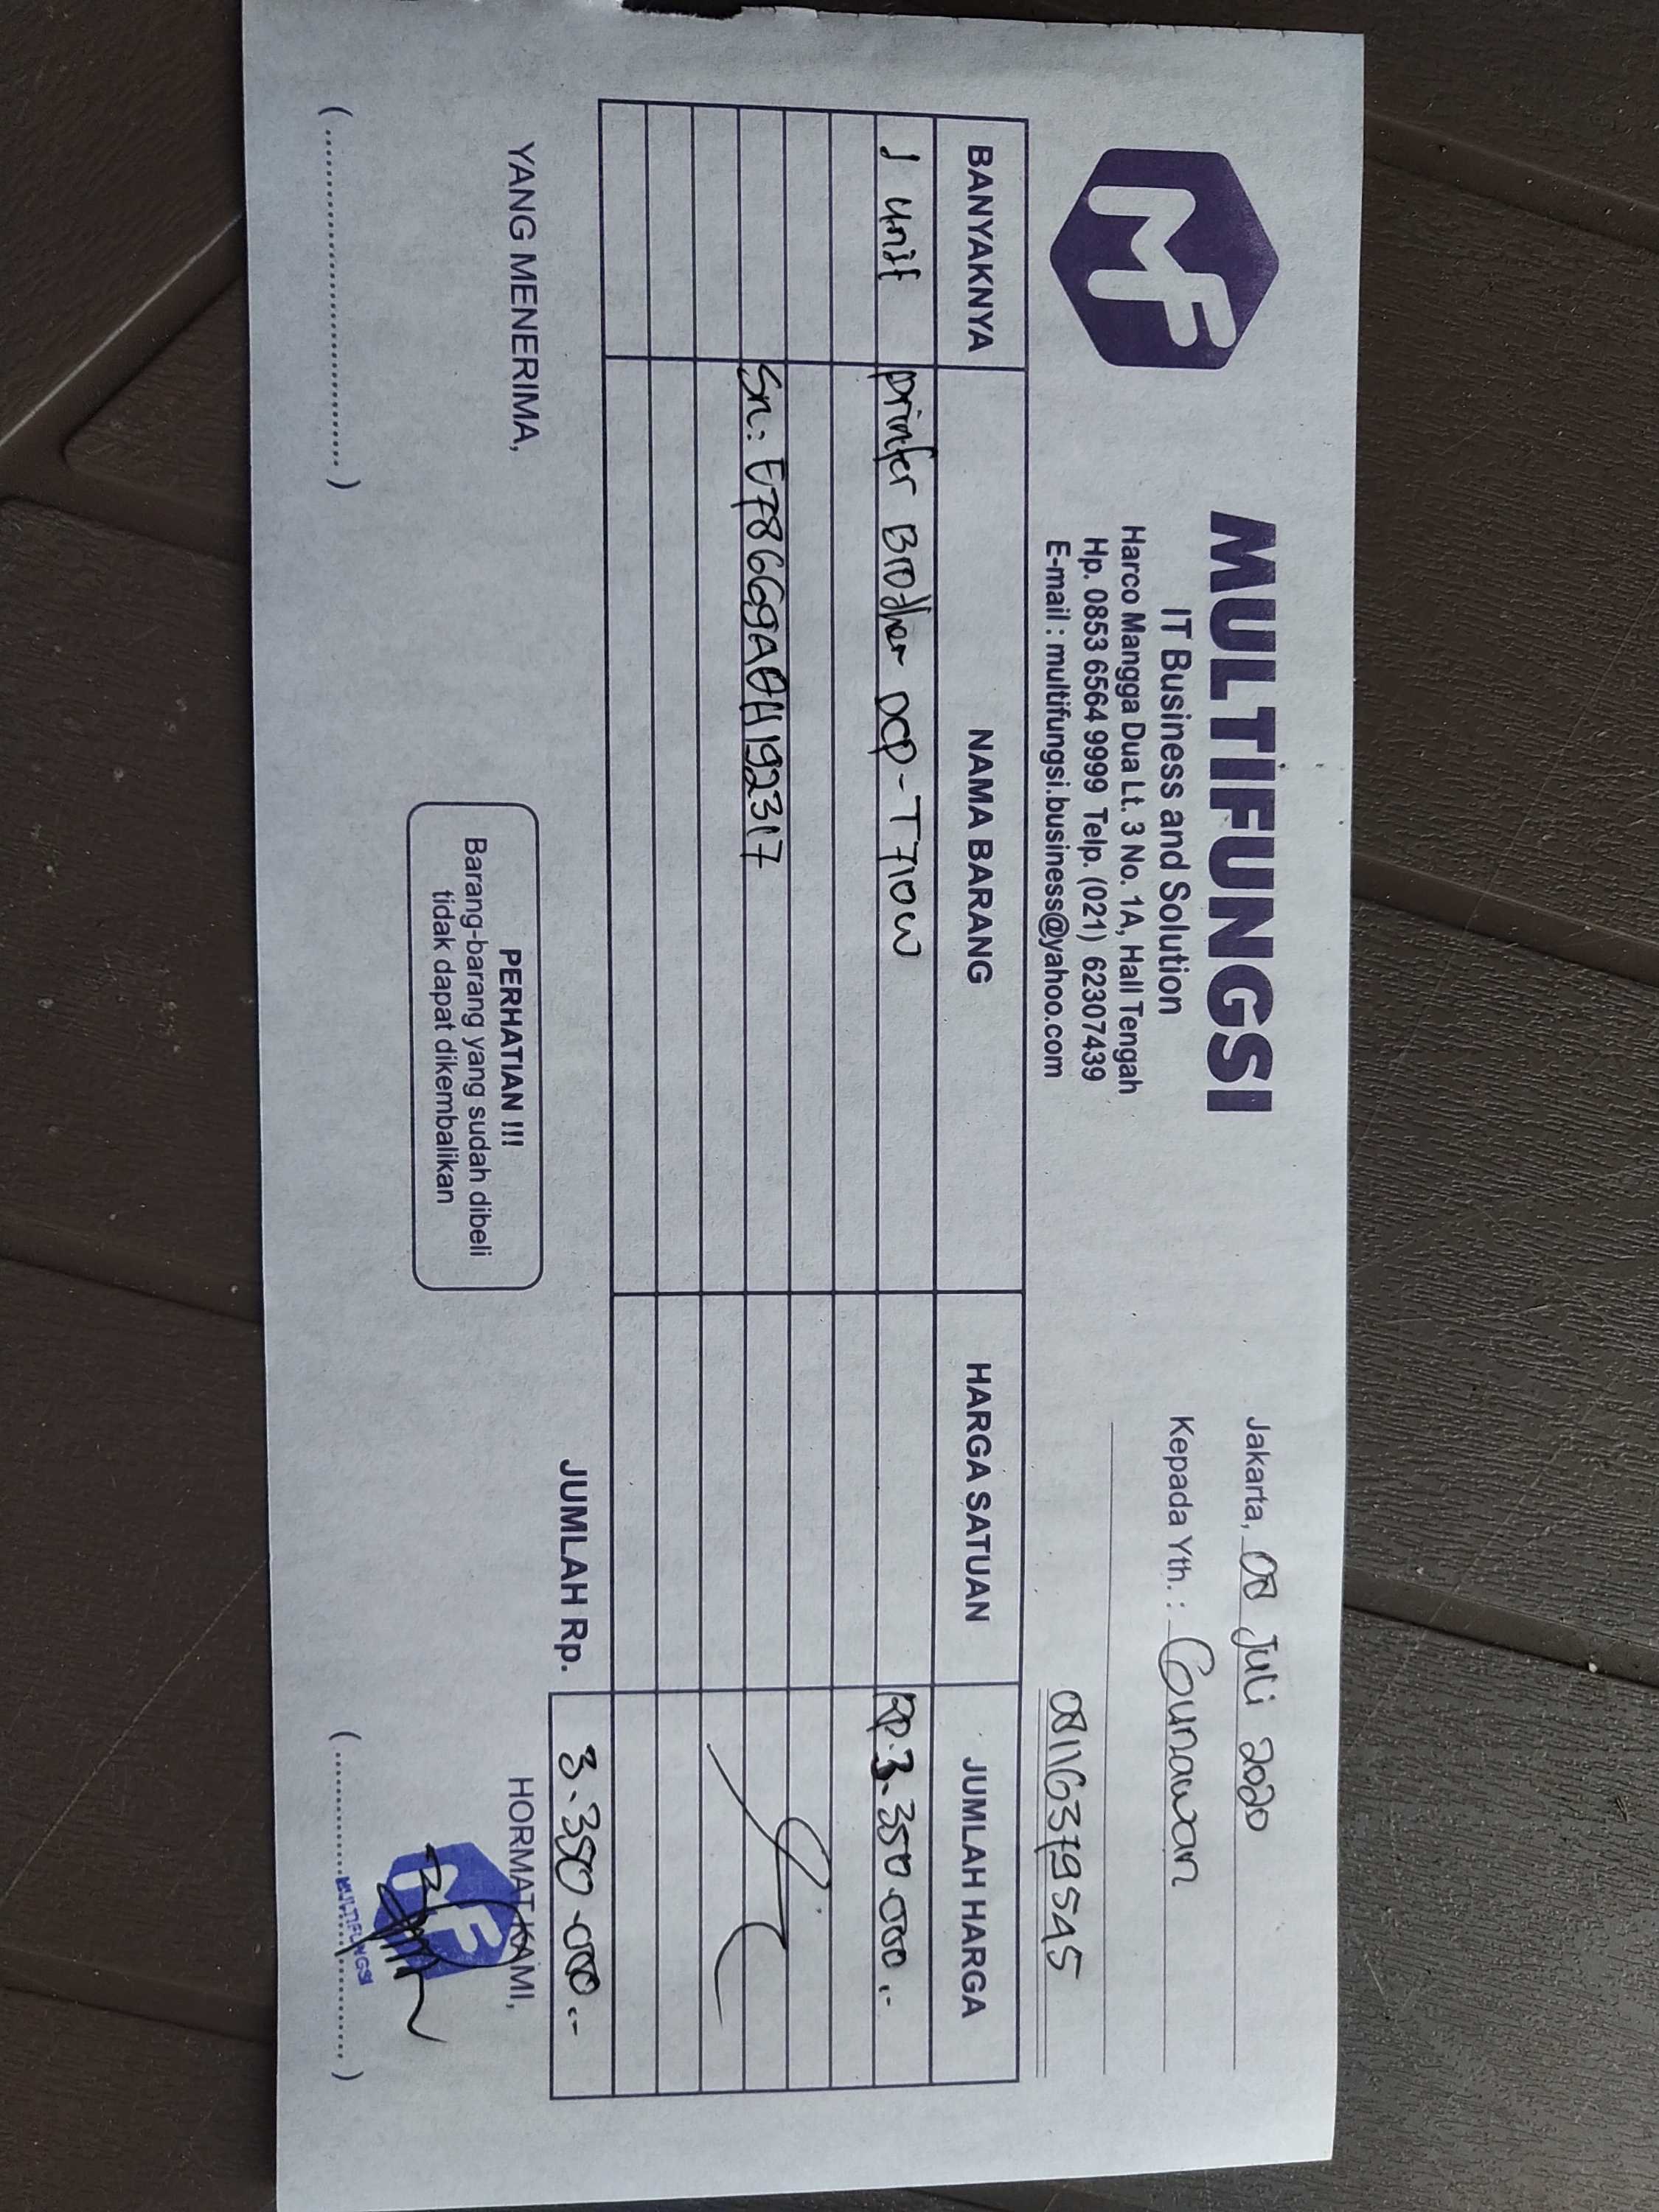 MF
MULTIFUNGSI
IT Business and Solution
Harco Mangga Dua Lt. 3 No. 1A, Hall Tengah
Hp. 0853 6564 9999 Telp. (021) 62307439
E-mail : multifungsi.business@yahoo.com
Jakarta, 08 Juli 2020
Kepada Yth. : Gunawan
BANYAKNYA NAMA BARANG HARGA SATUAN JUMLAH HARGA
1 unit printer Brother DCP-T710W Rp. 3.350.000.-
Sn: E78669A0H192317
JUMLAH Rp. 3.350.000.-
YANG MENERIMA,
HORMAT KAMI,
PERHATIAN !!!
Barang-barang yang sudah dibeli
tidak dapat dikembalikan
MF
MULTIFUNGSI